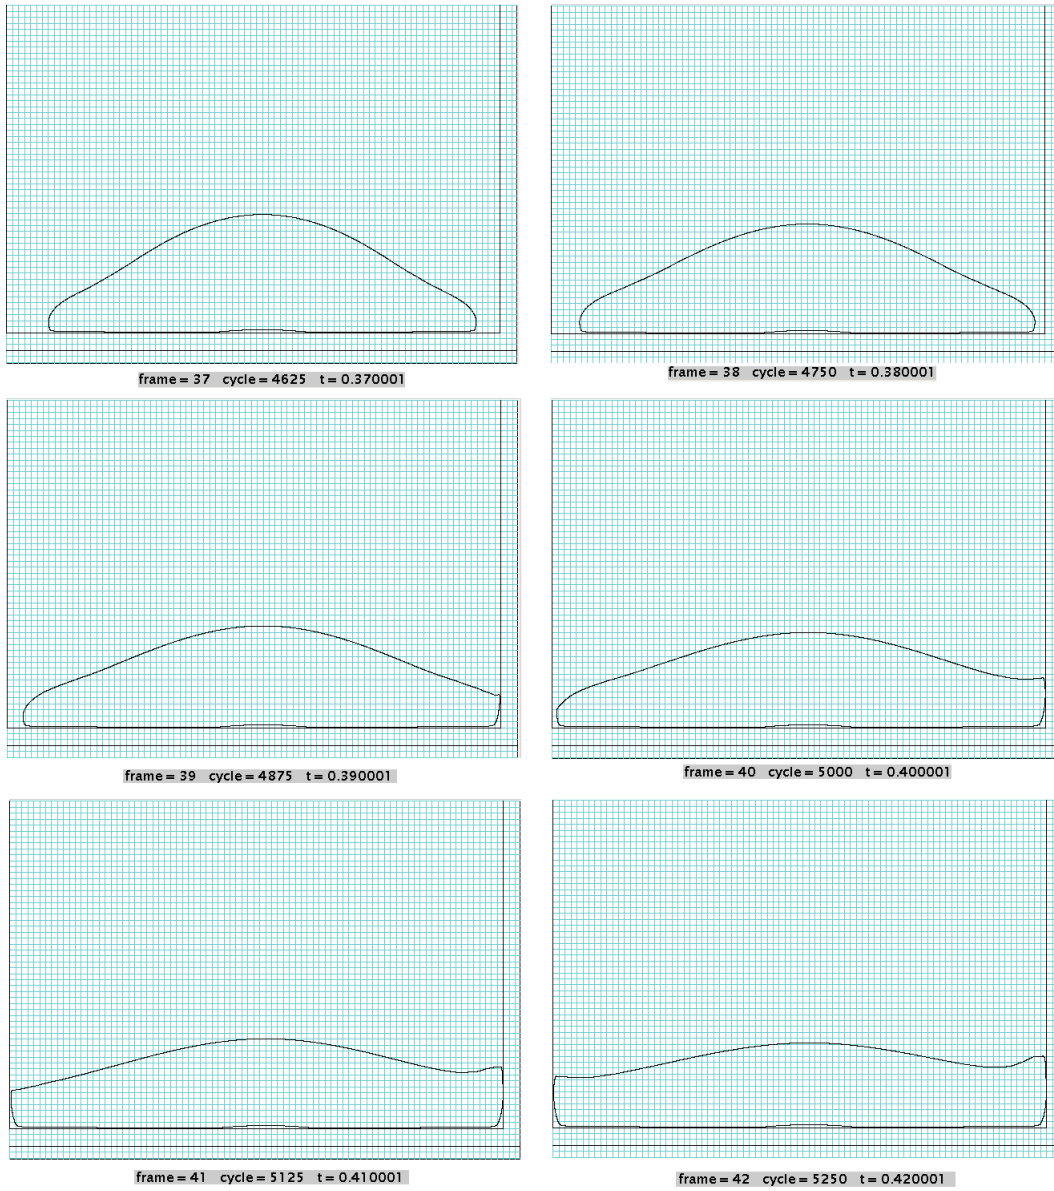 frame = 37 cycle = 4625 t = 0.370001
frame = 38 cycle = 4750 t = 0.380001
frame = 39 cycle = 4875 t = 0.390001
frame = 40 cycle = 5000 t = 0.400001
frame = 41 cycle = 5125 t = 0.410001
frame = 42 cycle = 5250 t = 0.420001